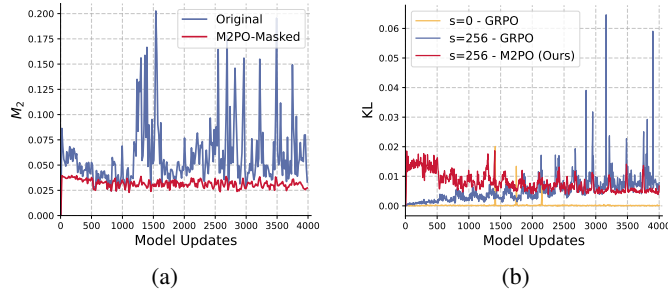 Original
M2PO-Masked
M₂
0.200
0.175
0.150
0.125
0.100
0.075
0.050
0.025
0.000
0 500 1000 1500 2000 2500 3000 3500 4000
Model Updates
(a)
s=0 - GRPO
s=256 - GRPO
s=256 - M2PO (Ours)
KL
0.06
0.05
0.04
0.03
0.02
0.01
0.00
0 500 1000 1500 2000 2500 3000 3500 4000
Model Updates
(b)